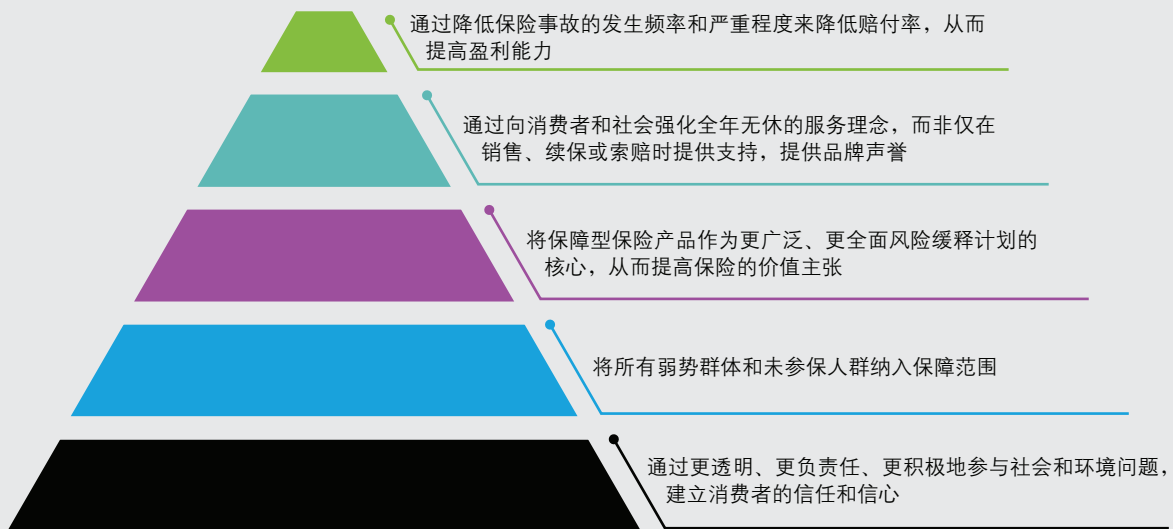 通过降低保险事故的发生频率和严重程度来降低赔付率，从而
提高盈利能力
通过向消费者和社会强化全年无休的服务理念，而非仅在
销售、续保或索赔时提供支持，提供品牌声誉
将保障型保险产品作为更广泛、更全面风险缓释计划的
核心，从而提高保险的价值主张
将所有弱势群体和未参保人群纳入保障范围
通过更透明、更负责任、更积极地参与社会和环境问题，
建立消费者的信任和信心